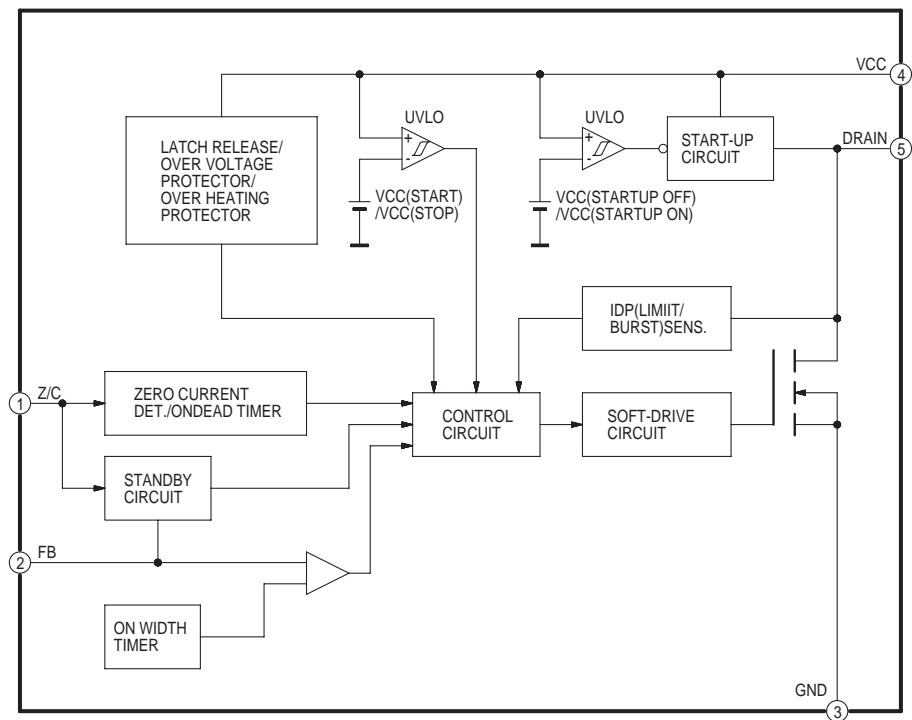 VCC
4
UVLO
UVLO
LATCH RELEASE/
OVER VOLTAGE
PROTECTOR/
OVER HEATING
PROTECTOR
+
-
+
-
START-UP
CIRCUIT
DRAIN
5
VCC(START)
/VCC(STOP)
VCC(STARTUP OFF)
/VCC(STARTUP ON)
IDP(LIMIIT/
BURST)SENS.
1
Z/C
ZERO CURRENT
DET./ONDEAD TIMER
CONTROL
CIRCUIT
SOFT-DRIVE
CIRCUIT
STANDBY
CIRCUIT
2
FB
ON WIDTH
TIMER
GND
3